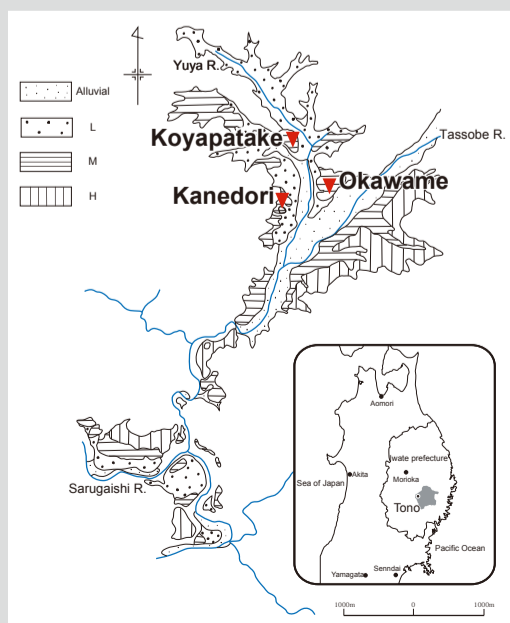 Yuya R.
Alluvial
L
M
H
Koyapatake
Tassobe R.
Okawame
Kanedori
Sarugaishi R.
Aomori
Iwate prefecture
Morioka
Akita
Sea of Japan
Tono
Pacific Ocean
Yamagata
Senndai
1000m
0
1000m